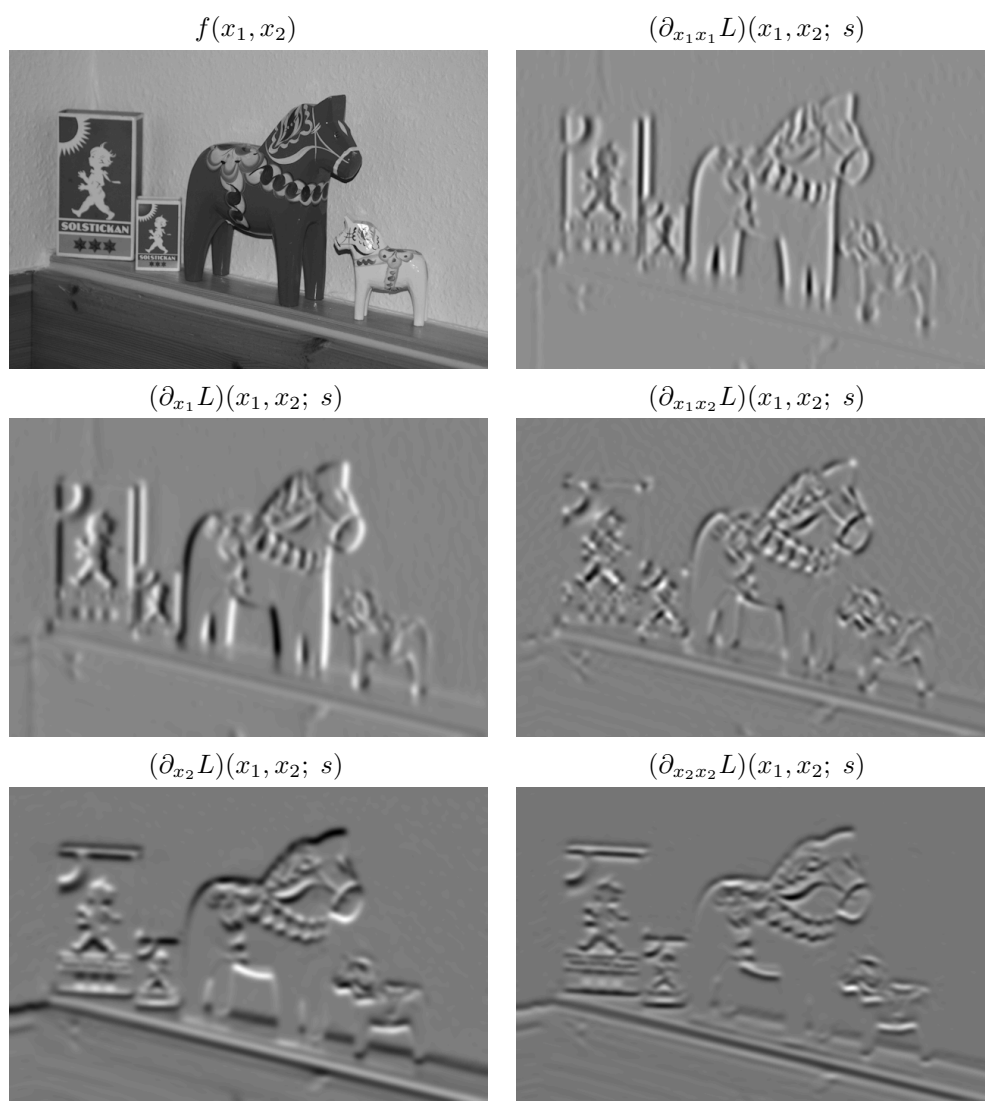 f(x₁, x₂)
(∂ₓ₁ₓ₁L)(x₁, x₂; s)
SOLSTICKAN
SOLSTICKAN
(∂ₓ₁L)(x₁, x₂; s)
(∂ₓ₁ₓ₂L)(x₁, x₂; s)
(∂ₓ₂L)(x₁, x₂; s)
(∂ₓ₂ₓ₂L)(x₁, x₂; s)